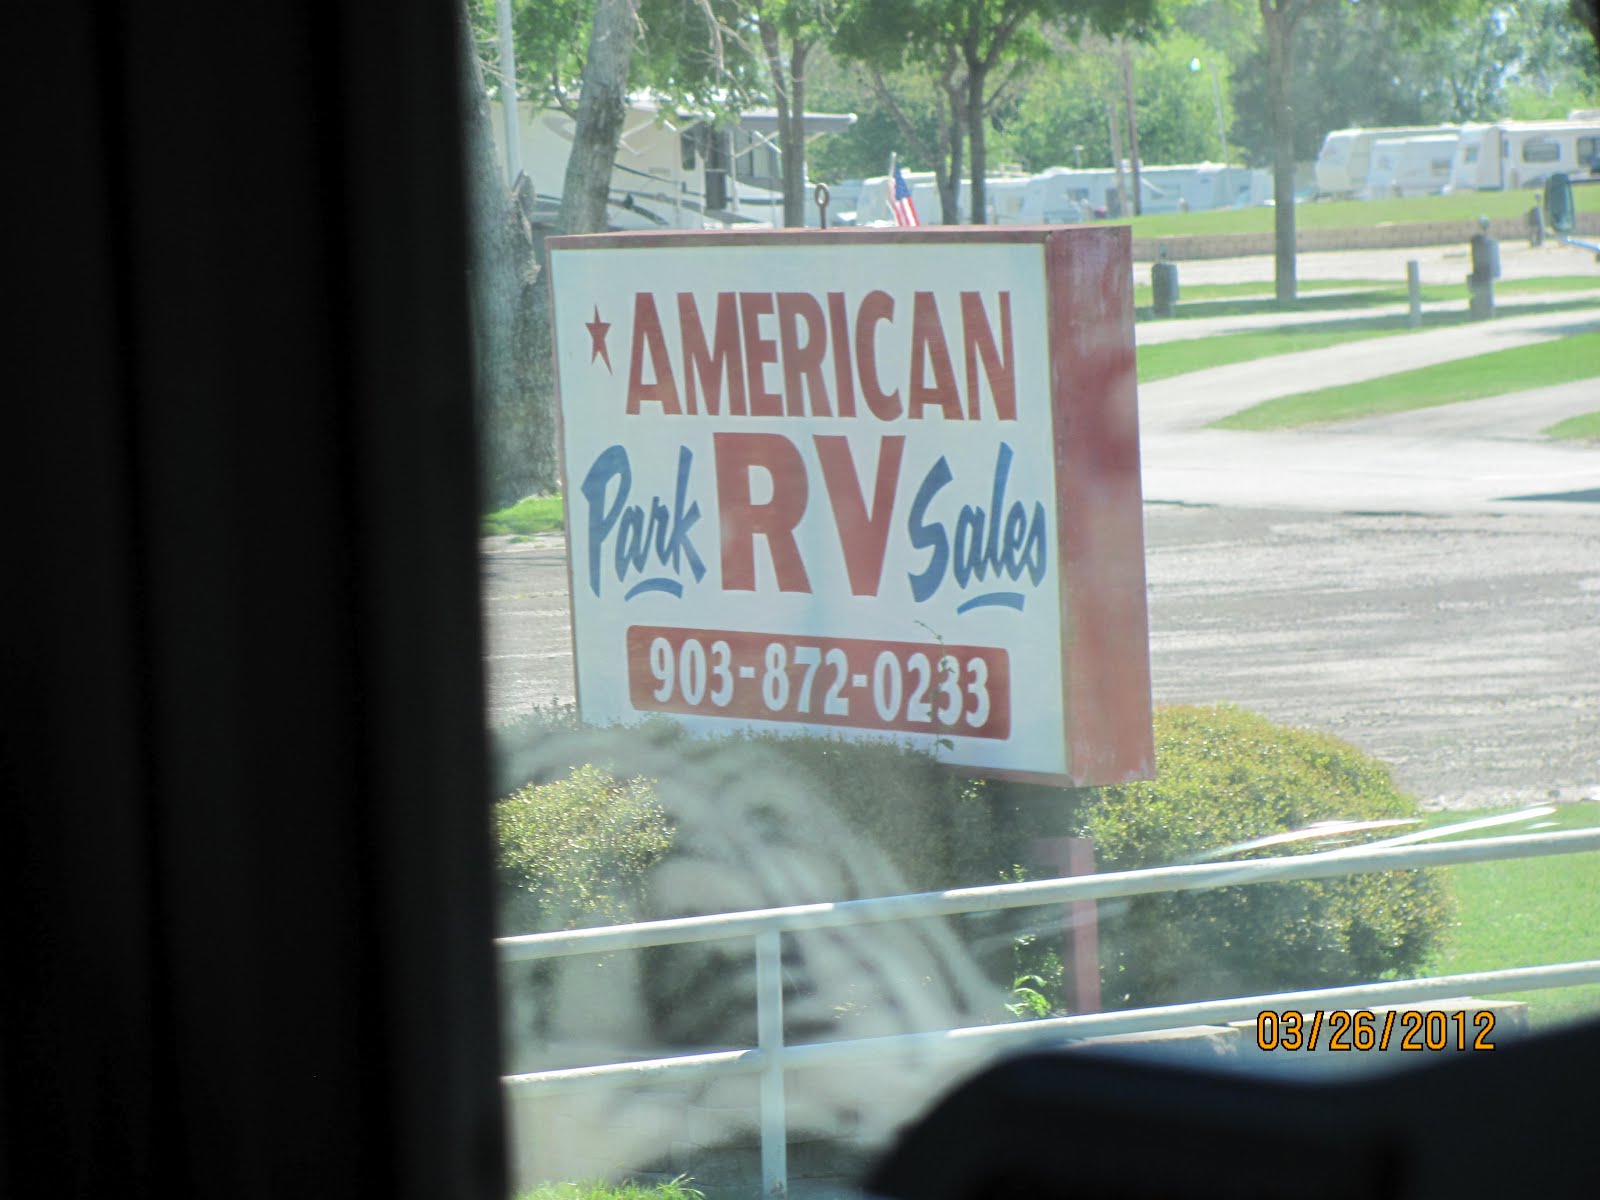 AMERICAN
Park RV Sales
903-872-0233
03/26/2012